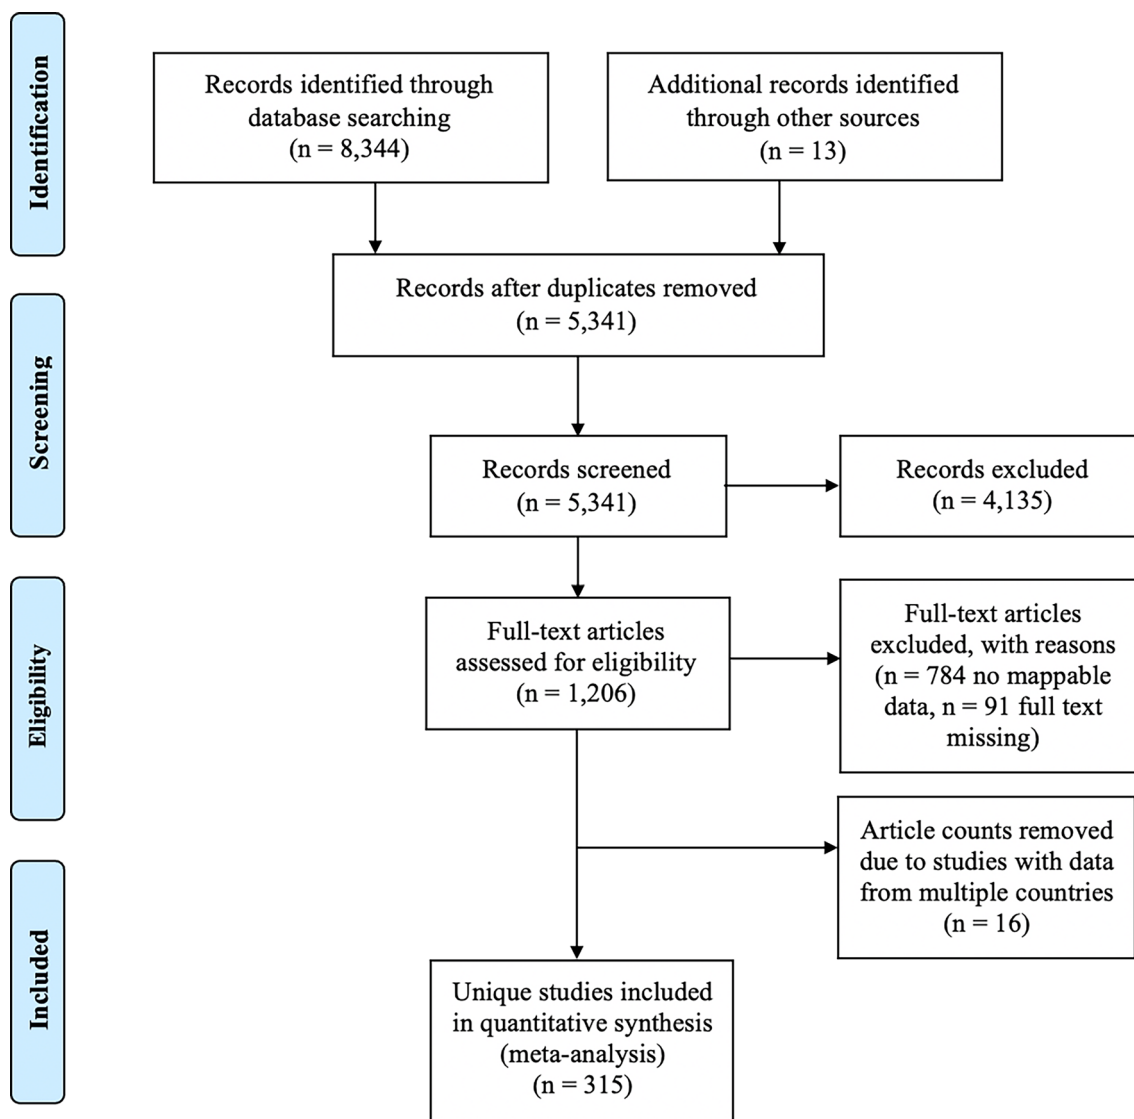 Identification
Records identified through
database searching
(n = 8,344)
Additional records identified
through other sources
(n = 13)
Records after duplicates removed
(n = 5,341)
Screening
Records screened
(n = 5,341)
Records excluded
(n = 4,135)
Eligibility
Full-text articles
assessed for eligibility
(n = 1,206)
Full-text articles
excluded, with reasons
(n = 784 no mappable
data, n = 91 full text
missing)
Article counts removed
due to studies with data
from multiple countries
(n = 16)
Included
Unique studies included
in quantitative synthesis
(meta-analysis)
(n = 315)